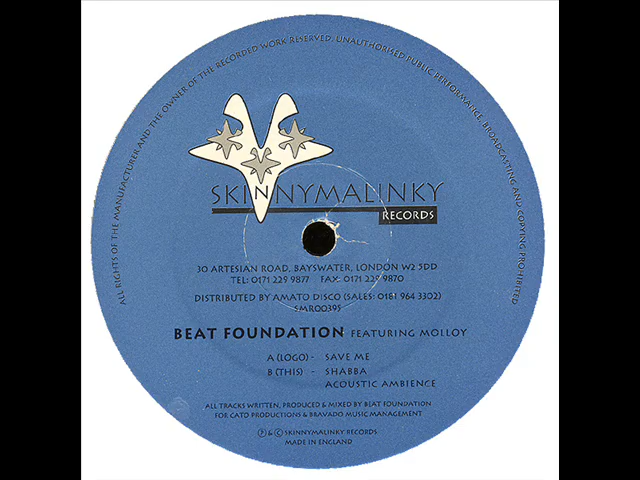 ALL RIGHTS OF THE MANUFACTURER AND THE OWNER OF THE RECORDED WORK RESERVED. UNAUTHORISED PUBLIC PERFORMANCE, BROADCASTING AND COPYING PROHIBITED
SKINNYMALINKY
RECORDS
30 ARTESIAN ROAD, BAYSWATER, LONDON W2 5DD
TEL: 0171 229 9877 FAX: 0171 229 9870
DISTRIBUTED BY AMATO DISCO (SALES: 0181 964 3302)
SMR00395
BEAT FOUNDATION FEATURING MOLLOY
A (LOGO) - SAVE ME
B (THIS) - SHABBA
ACOUSTIC AMBIENCE
ALL TRACKS WRITTEN, PRODUCED & MIXED BY BEAT FOUNDATION
FOR CATO PRODUCTIONS & BRAVADO MUSIC MANAGEMENT
℗ & © SKINNYMALINKY RECORDS
MADE IN ENGLAND